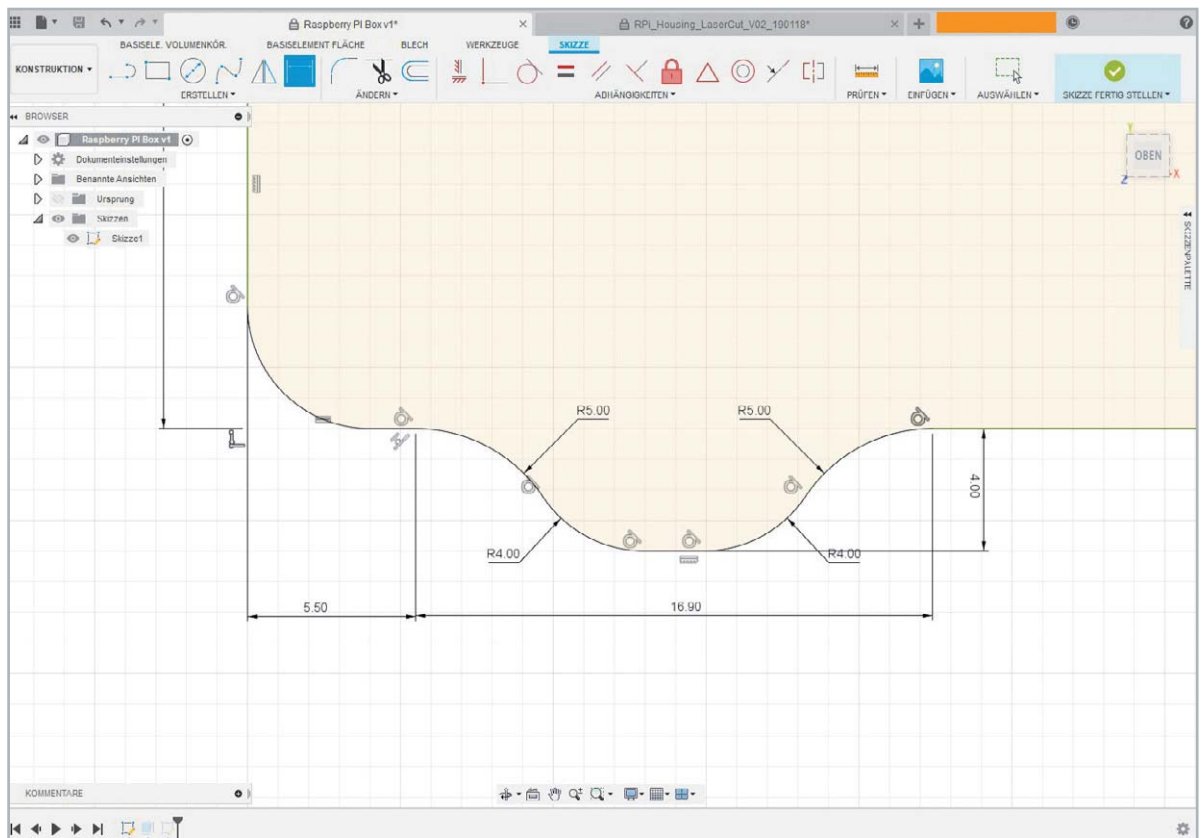 Raspberry PI Box v1*
RPi_Housing_LaserCut_V02_190118*
BASISELE. VOLUMENKÖR.
BASISELEMENT FLÄCHE
BLECH
WERKZEUGE
SKIZZE
KONSTRUKTION
ERSTELLEN
ÄNDERN
ABHÄNGIGKEITEN
PRÜFEN
EINFÜGEN
AUSWÄHLEN
SKIZZE FERTIG STELLEN
BROWSER
Raspberry PI Box v1
Dokumenteinstellungen
Benannte Ansichten
Ursprung
Skizzen
Skizze1
Y
OBEN
Z
X
SKIZZENPALETTE
R5.00
R5.00
4.00
R4.00
R4.00
5.50
16.90
KOMMENTARE